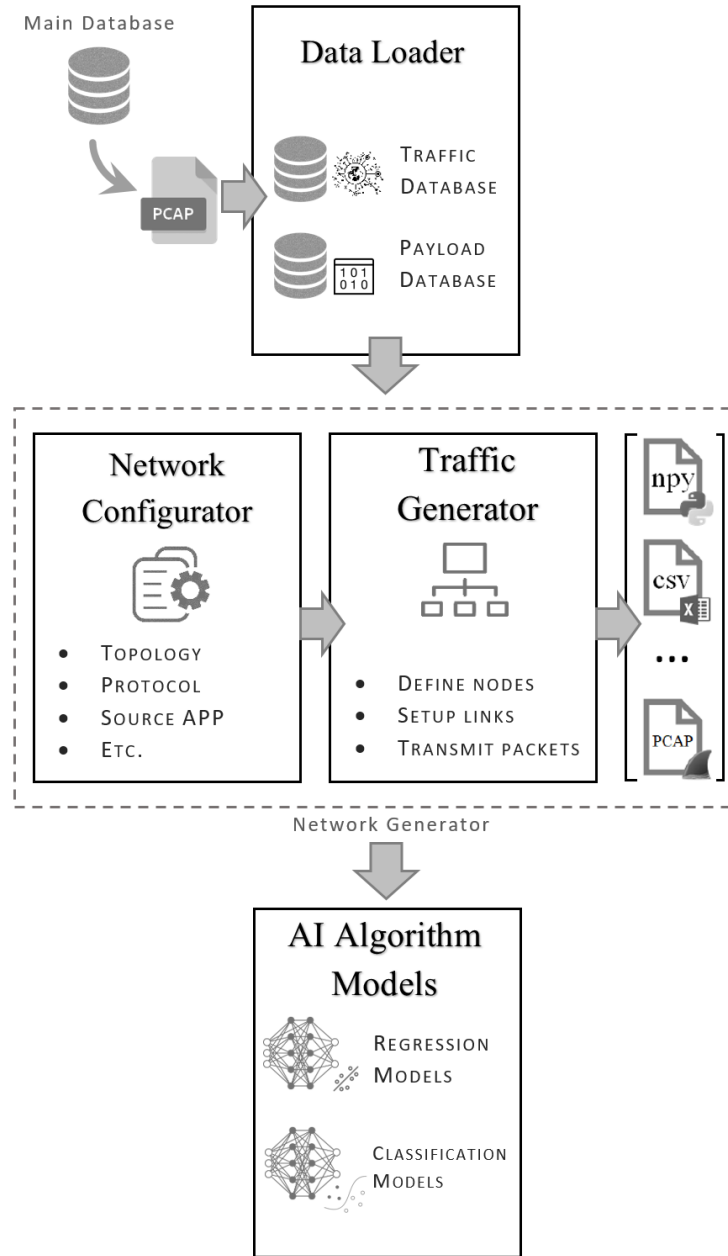 Main Database
Data Loader
PCAP
TRAFFIC
DATABASE
PAYLOAD
DATABASE
101
010
Network
Configurator
• TOPOLOGY
• PROTOCOL
• SOURCE APP
• ETC.
Traffic
Generator
• DEFINE NODES
• SETUP LINKS
• TRANSMIT PACKETS
npy
csv
X
...
PCAP
Network Generator
AI Algorithm
Models
REGRESSION
MODELS
CLASSIFICATION
MODELS